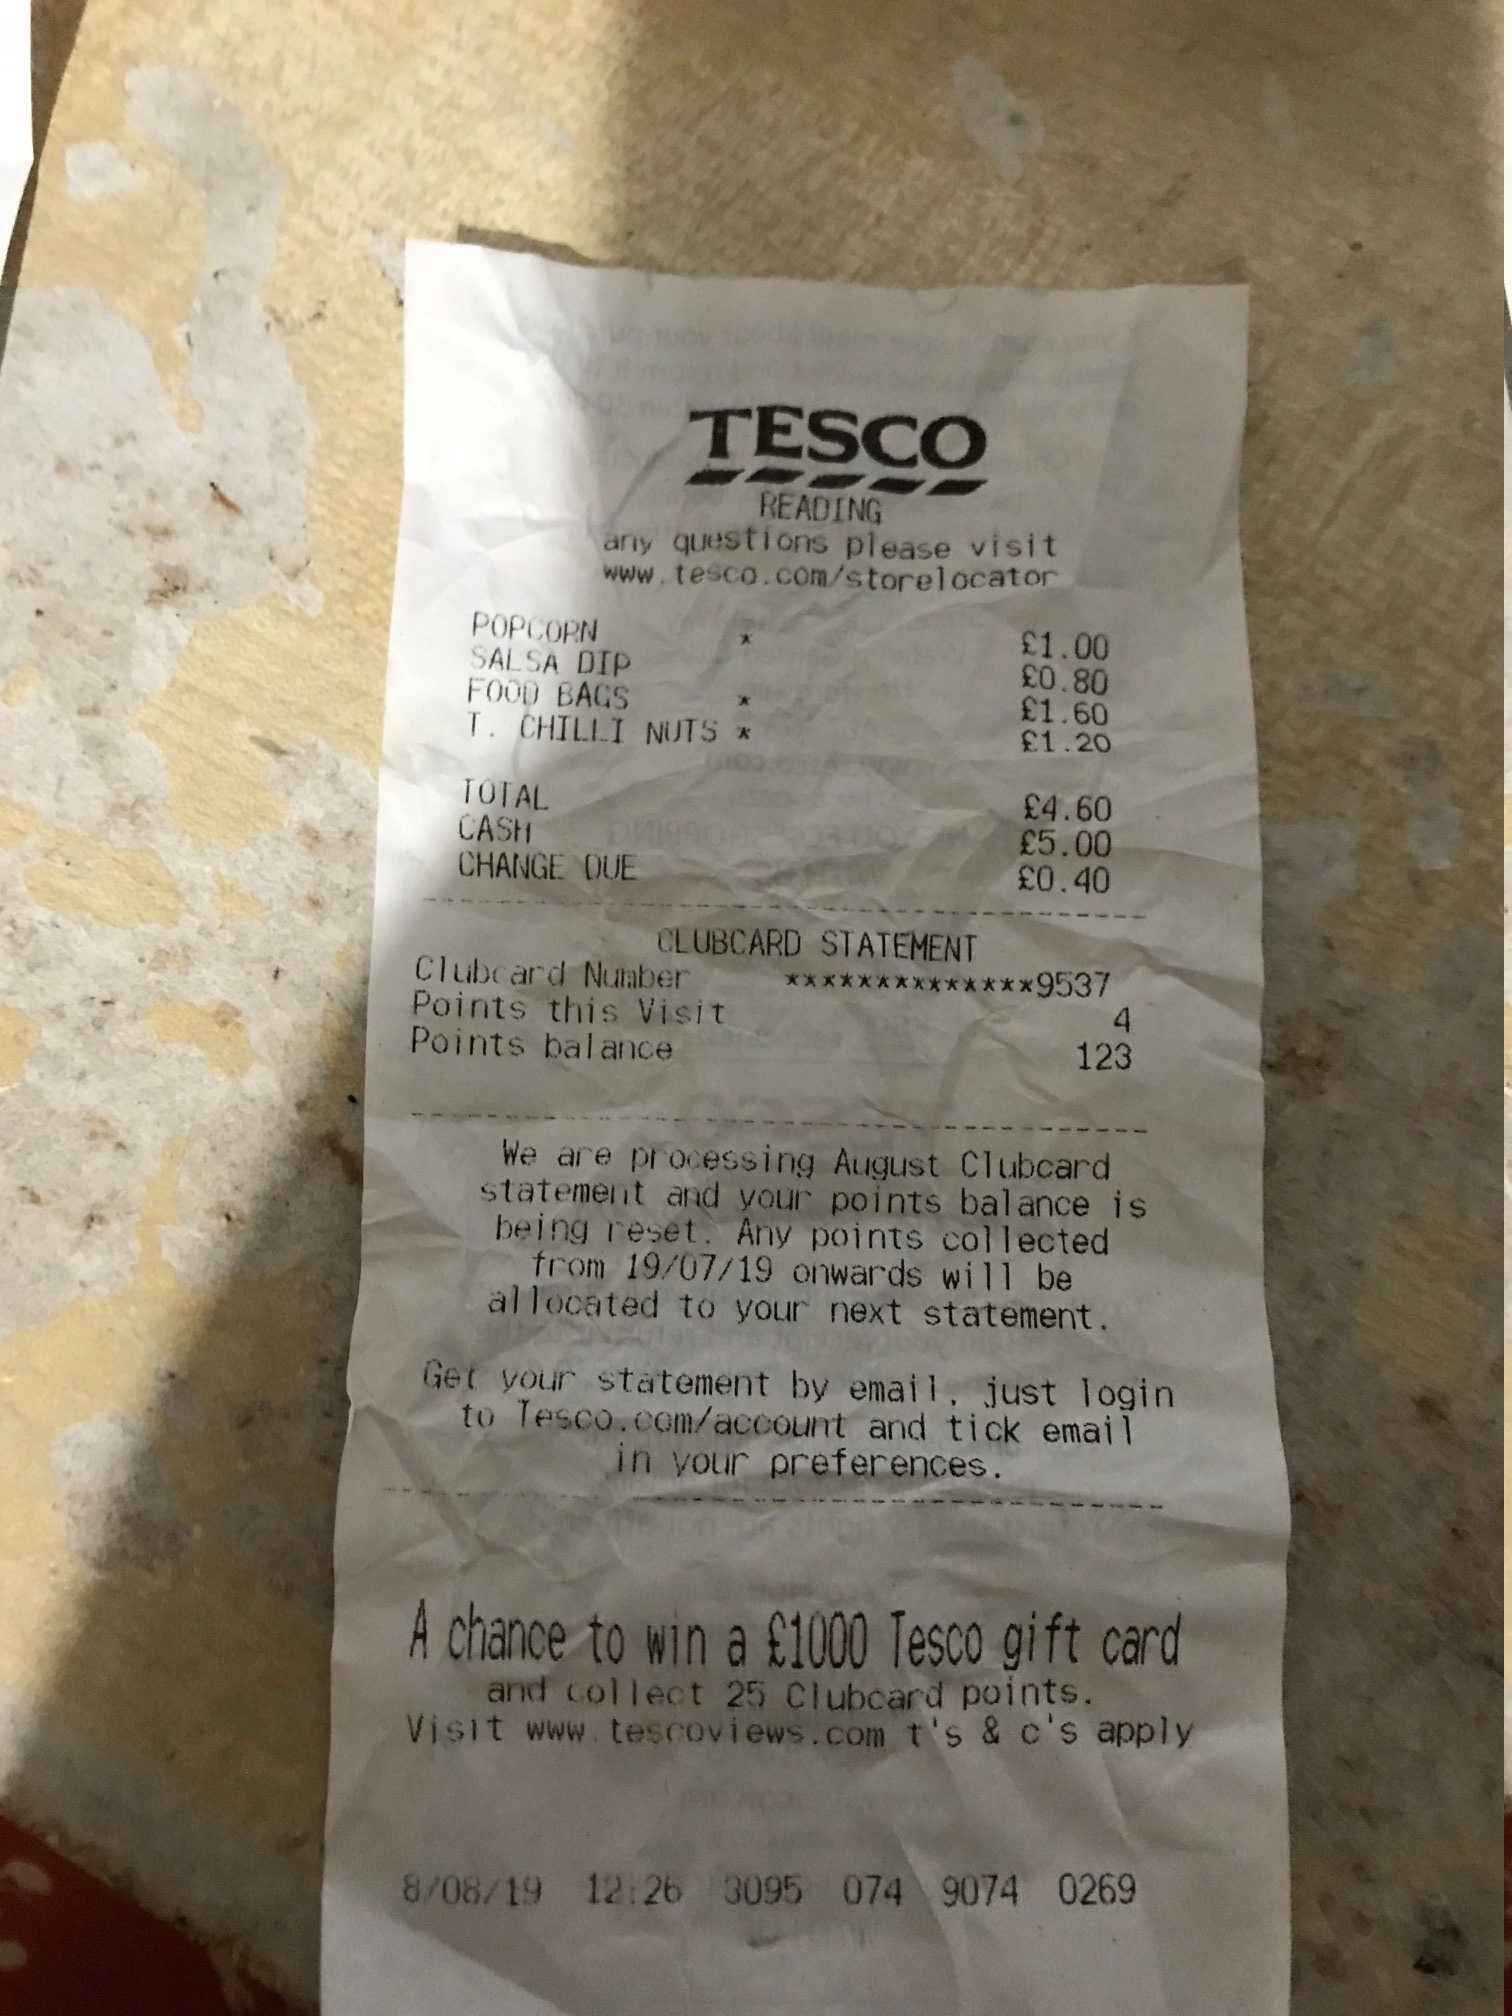 TESCO
READING
any questions please visit
www.tesco.com/storelocator
POPCORN * £1.00
SALSA DIP £0.80
FOOD BAGS * £1.60
T. CHILLI NUTS * £1.20
TOTAL £4.60
CASH £5.00
CHANGE DUE £0.40
CLUBCARD STATEMENT
Clubcard Number **************9537
Points this Visit 4
Points balance 123
We are processing August Clubcard
statement and your points balance is
being reset. Any points collected
from 19/07/19 onwards will be
allocated to your next statement.
Get your statement by email, just login
to Tesco.com/account and tick email
in your preferences.
A chance to win a £1000 Tesco gift card
and collect 25 Clubcard points.
Visit www.tescoviews.com t's & c's apply
8/08/19 12:26 3095 074 9074 0269